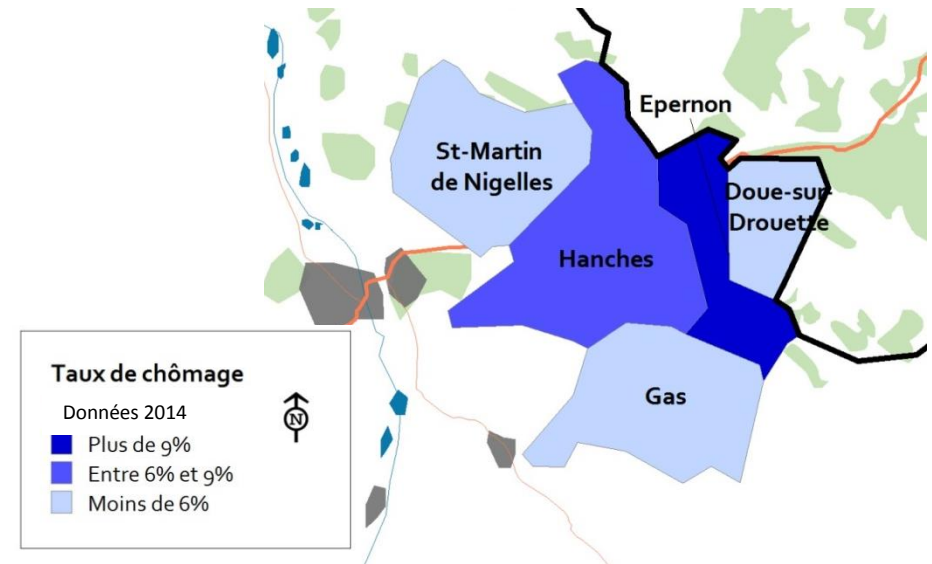 Epernon
St-Martin
de Nigelles
Doue-sur-
Drouette
Hanches
Gas
Taux de chômage
Données 2014
N
Plus de 9%
Entre 6% et 9%
Moins de 6%